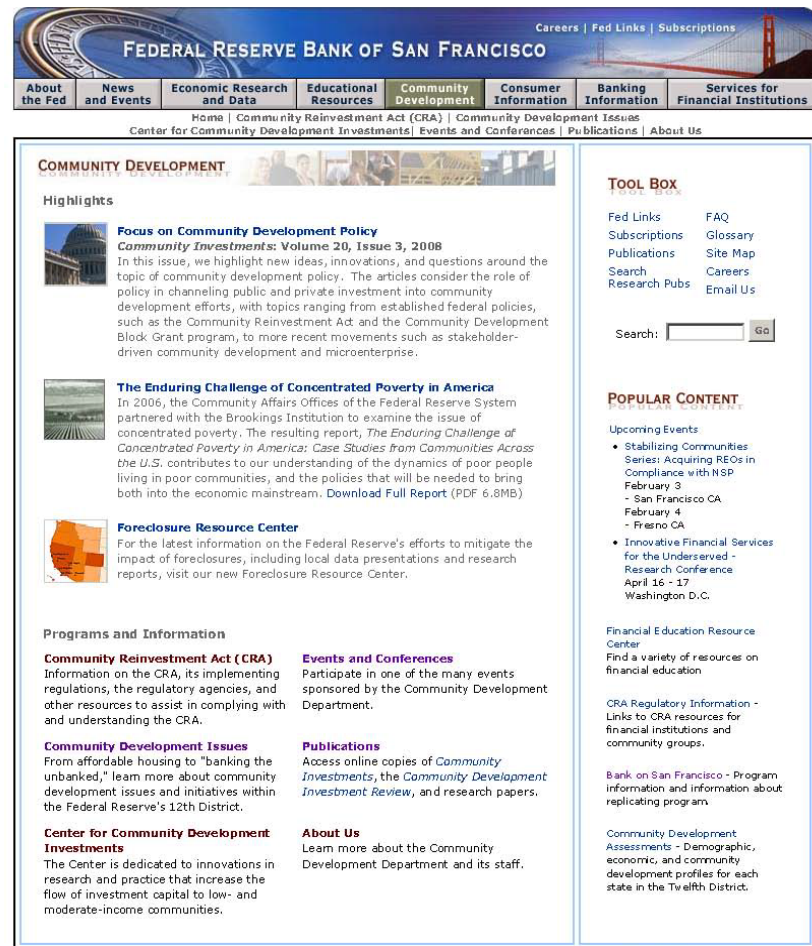 Careers | Fed Links | Subscriptions
FEDERAL RESERVE BANK OF SAN FRANCISCO
About the Fed
News and Events
Economic Research and Data
Educational Resources
Community Development
Consumer Information
Banking Information
Services for Financial Institutions
Home | Community Reinvestment Act (CRA) | Community Development Issues
Center for Community Development Investments| Events and Conferences | Publications | About Us
COMMUNITY DEVELOPMENT
Highlights
Focus on Community Development Policy
Community Investments: Volume 20, Issue 3, 2008
In this issue, we highlight new ideas, innovations, and questions around the
topic of community development policy. The articles consider the role of
policy in channeling public and private investment into community
development efforts, with topics ranging from established federal policies,
such as the Community Reinvestment Act and the Community Development
Block Grant program, to more recent movements such as stakeholder-
driven community development and microenterprise.
The Enduring Challenge of Concentrated Poverty in America
In 2006, the Community Affairs Offices of the Federal Reserve System
partnered with the Brookings Institution to examine the issue of
concentrated poverty. The resulting report, The Enduring Challenge of
Concentrated Poverty in America: Case Studies from Communities Across
the U.S. contributes to our understanding of the dynamics of poor people
living in poor communities, and the policies that will be needed to bring
both into the economic mainstream. Download Full Report (PDF 6.8MB)
Foreclosure Resource Center
For the latest information on the Federal Reserve's efforts to mitigate the
impact of foreclosures, including local data presentations and research
reports, visit our new Foreclosure Resource Center.
Programs and Information
Community Reinvestment Act (CRA)
Information on the CRA, its implementing
regulations, the regulatory agencies, and
other resources to assist in complying with
and understanding the CRA.
Events and Conferences
Participate in one of the many events
sponsored by the Community Development
Department.
Community Development Issues
From affordable housing to "banking the
unbanked," learn more about community
development issues and initiatives within
the Federal Reserve's 12th District.
Publications
Access online copies of Community
Investments, the Community Development
Investment Review, and research papers.
Center for Community Development
Investments
The Center is dedicated to innovations in
research and practice that increase the
flow of investment capital to low- and
moderate-income communities.
About Us
Learn more about the Community
Development Department and its staff.
TOOL BOX
Fed Links
Subscriptions
Publications
Search
Research Pubs
FAQ
Glossary
Site Map
Careers
Email Us
Search:
Go
POPULAR CONTENT
Upcoming Events
• Stabilizing Communities
Series: Acquiring REOs in
Compliance with NSP
February 3
- San Francisco CA
February 4
- Fresno CA
• Innovative Financial Services
for the Underserved -
Research Conference
April 16 - 17
Washington D.C.
Financial Education Resource
Center
Find a variety of resources on
financial education
CRA Regulatory Information -
Links to CRA resources for
financial institutions and
community groups.
Bank on San Francisco - Program
information and information about
replicating program.
Community Development
Assessments - Demographic,
economic, and community
development profiles for each
state in the Twelfth District.